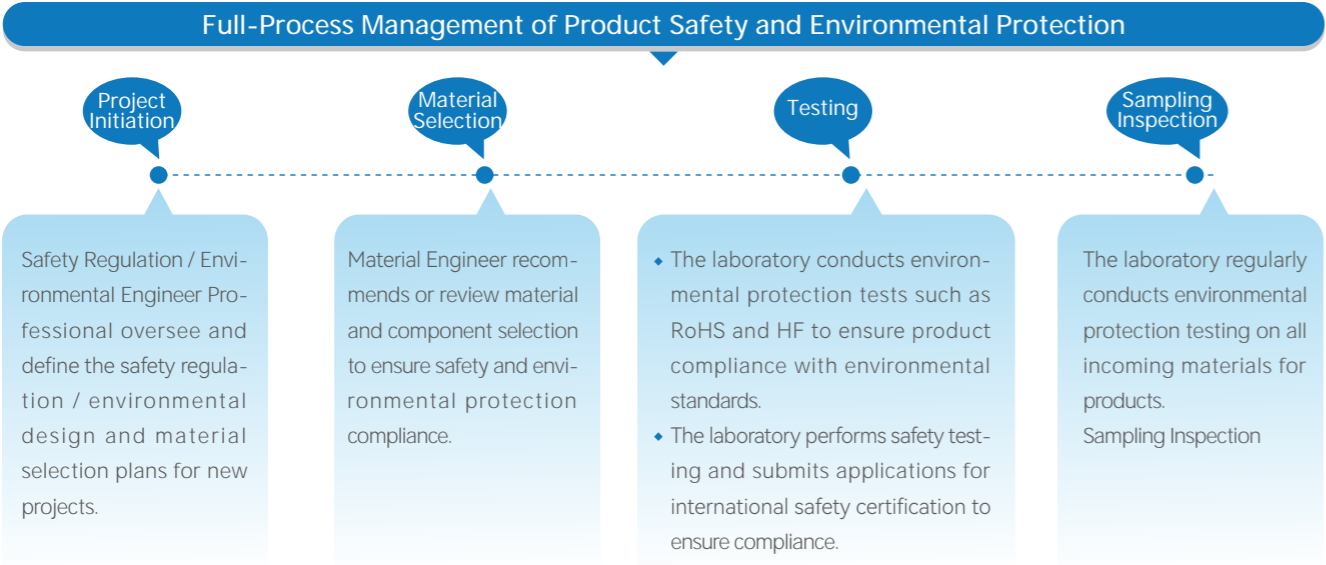 Full-Process Management of Product Safety and Environmental Protection
Project
Initiation
Safety Regulation / Envi-
ronmental Engineer Pro-
fessional oversee and
define the safety regula-
tion / environmental
design and material
selection plans for new
projects.
Material
Selection
Material Engineer recom-
mends or review material
and component selection
to ensure safety and envi-
ronmental protection
compliance.
Testing
◆ The laboratory conducts environ-
mental protection tests such as
RoHS and HF to ensure product
compliance with environmental
standards.
◆ The laboratory performs safety test-
ing and submits applications for
international safety certification to
ensure compliance.
Sampling
Inspection
The laboratory regularly
conducts environmental
protection testing on all
incoming materials for
products.
Sampling Inspection